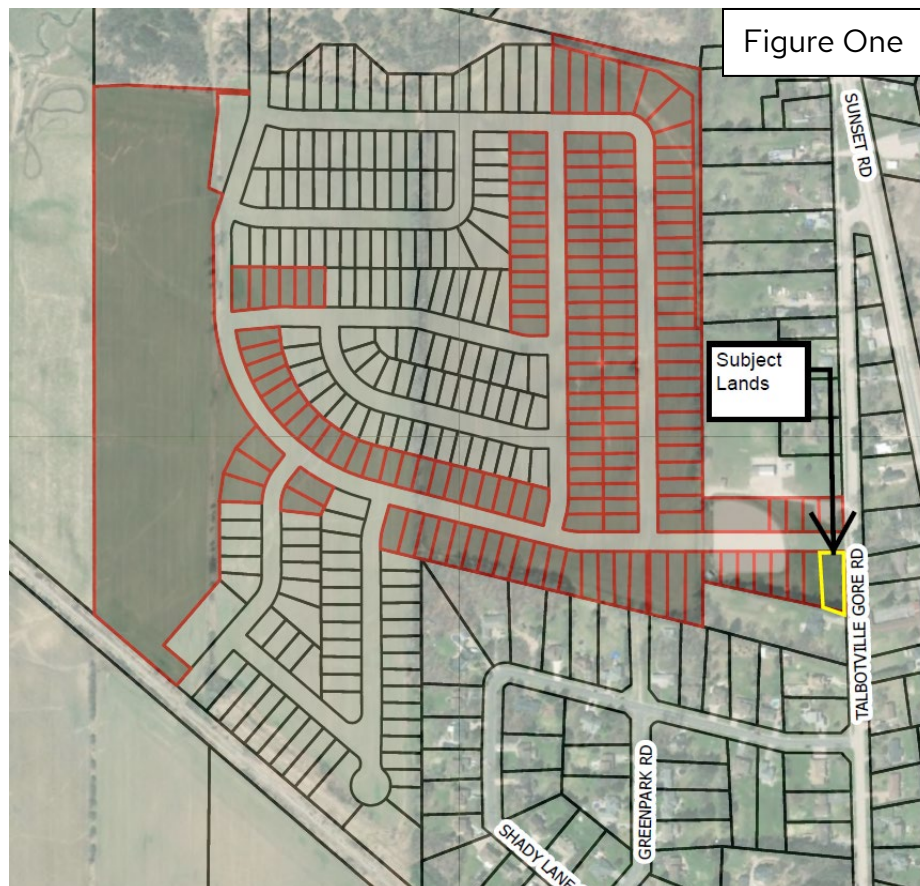 Figure One
SUNSET RD
Subject
Lands
TALBOTVILLE GORE RD
GREENPARK RD
SHADY LANE